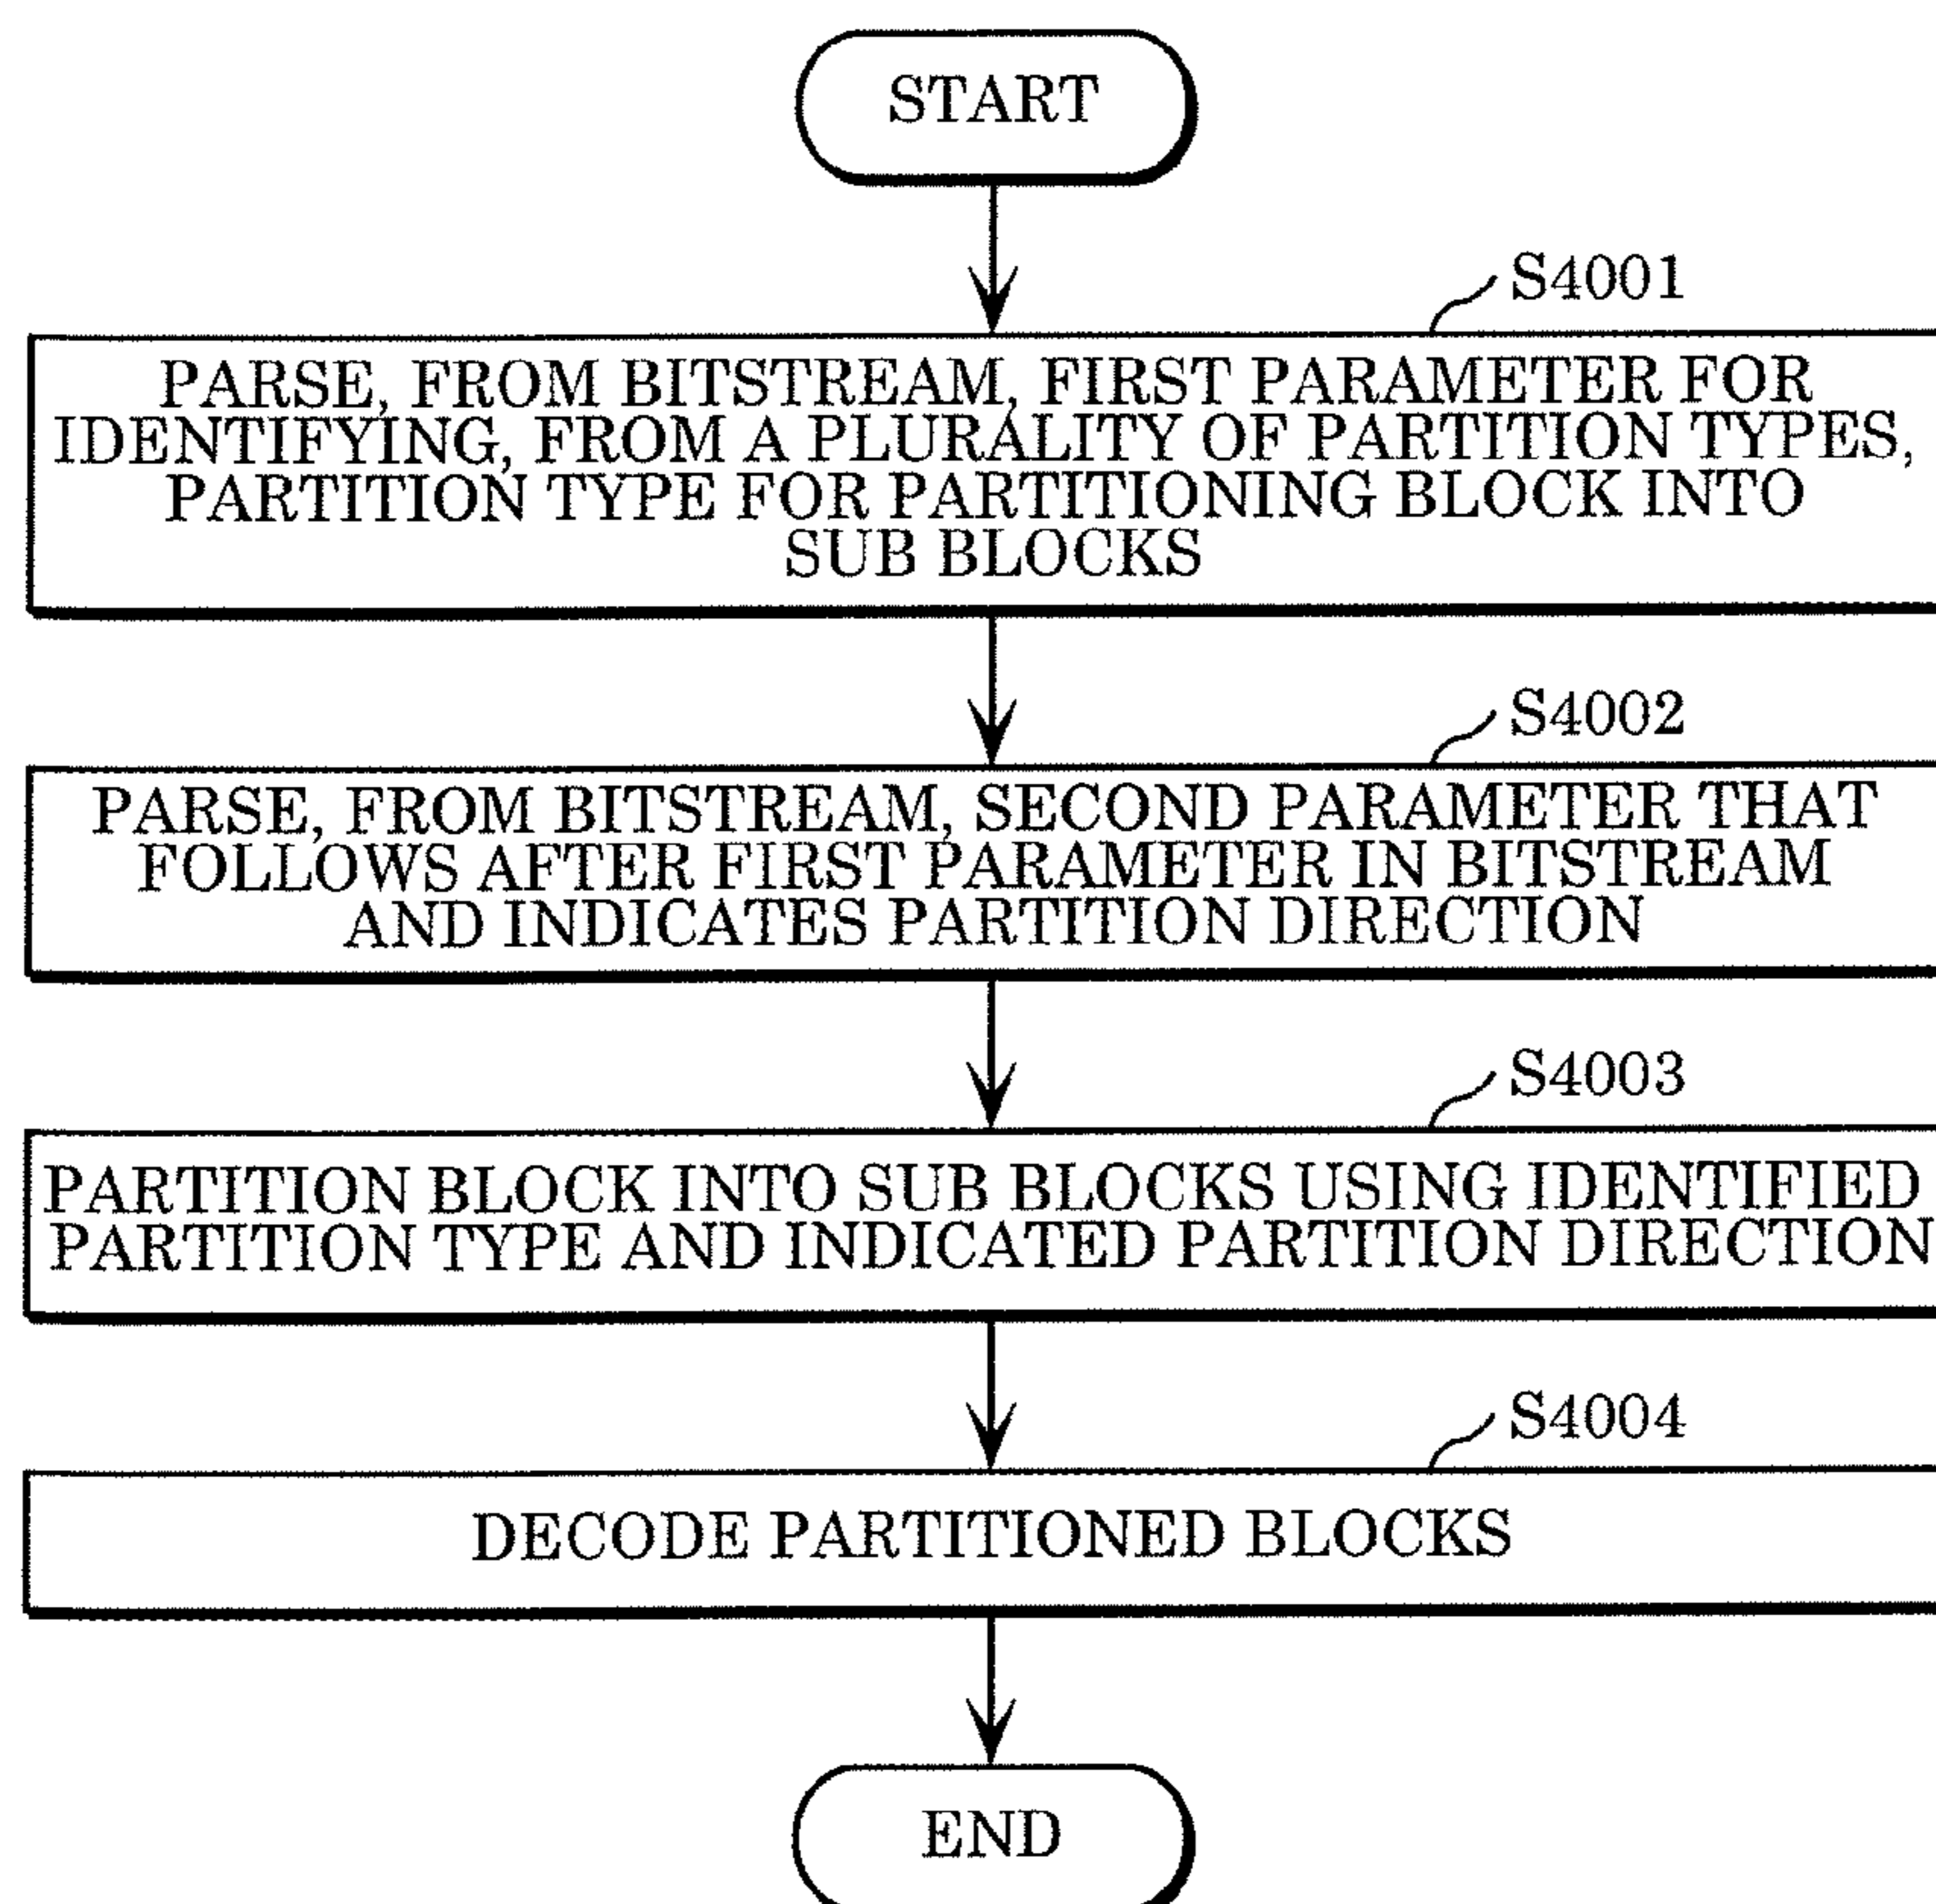 START
S4001
PARSE, FROM BITSTREAM, FIRST PARAMETER FOR
IDENTIFYING, FROM A PLURALITY OF PARTITION TYPES,
PARTITION TYPE FOR PARTITIONING BLOCK INTO
SUB BLOCKS
S4002
PARSE, FROM BITSTREAM, SECOND PARAMETER THAT
FOLLOWS AFTER FIRST PARAMETER IN BITSTREAM
AND INDICATES PARTITION DIRECTION
S4003
PARTITION BLOCK INTO SUB BLOCKS USING IDENTIFIED
PARTITION TYPE AND INDICATED PARTITION DIRECTION
S4004
DECODE PARTITIONED BLOCKS
END